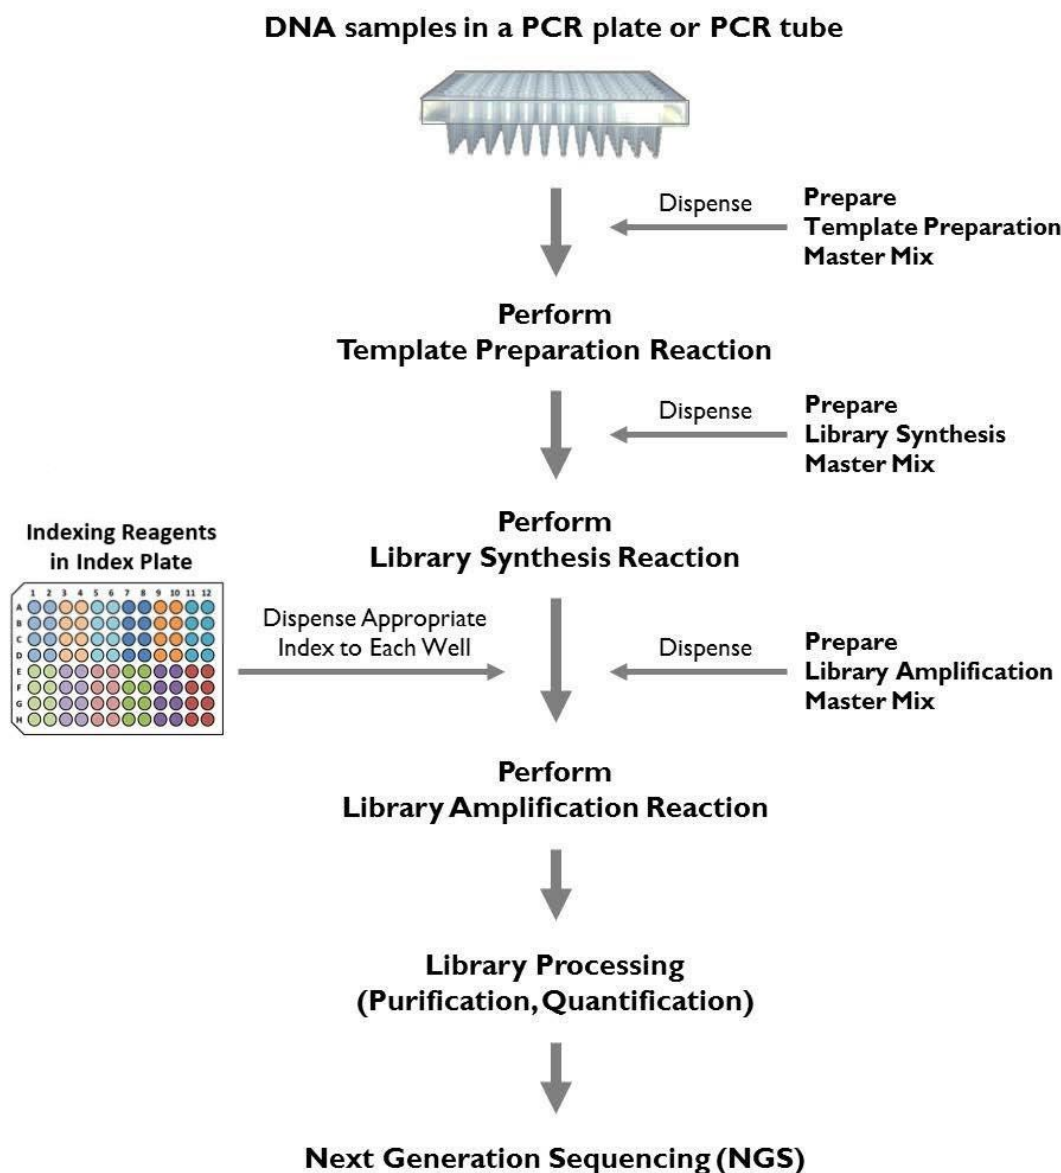 DNA samples in a PCR plate or PCR tube
Dispense
Prepare
Template Preparation
Master Mix
Perform
Template Preparation Reaction
Dispense
Prepare
Library Synthesis
Master Mix
Perform
Library Synthesis Reaction
Indexing Reagents
in Index Plate
1 2 3 4 5 6 7 8 9 10 11 12
A
B
C
D
E
F
G
H
Dispense Appropriate
Index to Each Well
Dispense
Prepare
Library Amplification
Master Mix
Perform
Library Amplification Reaction
Library Processing
(Purification, Quantification)
Next Generation Sequencing (NGS)